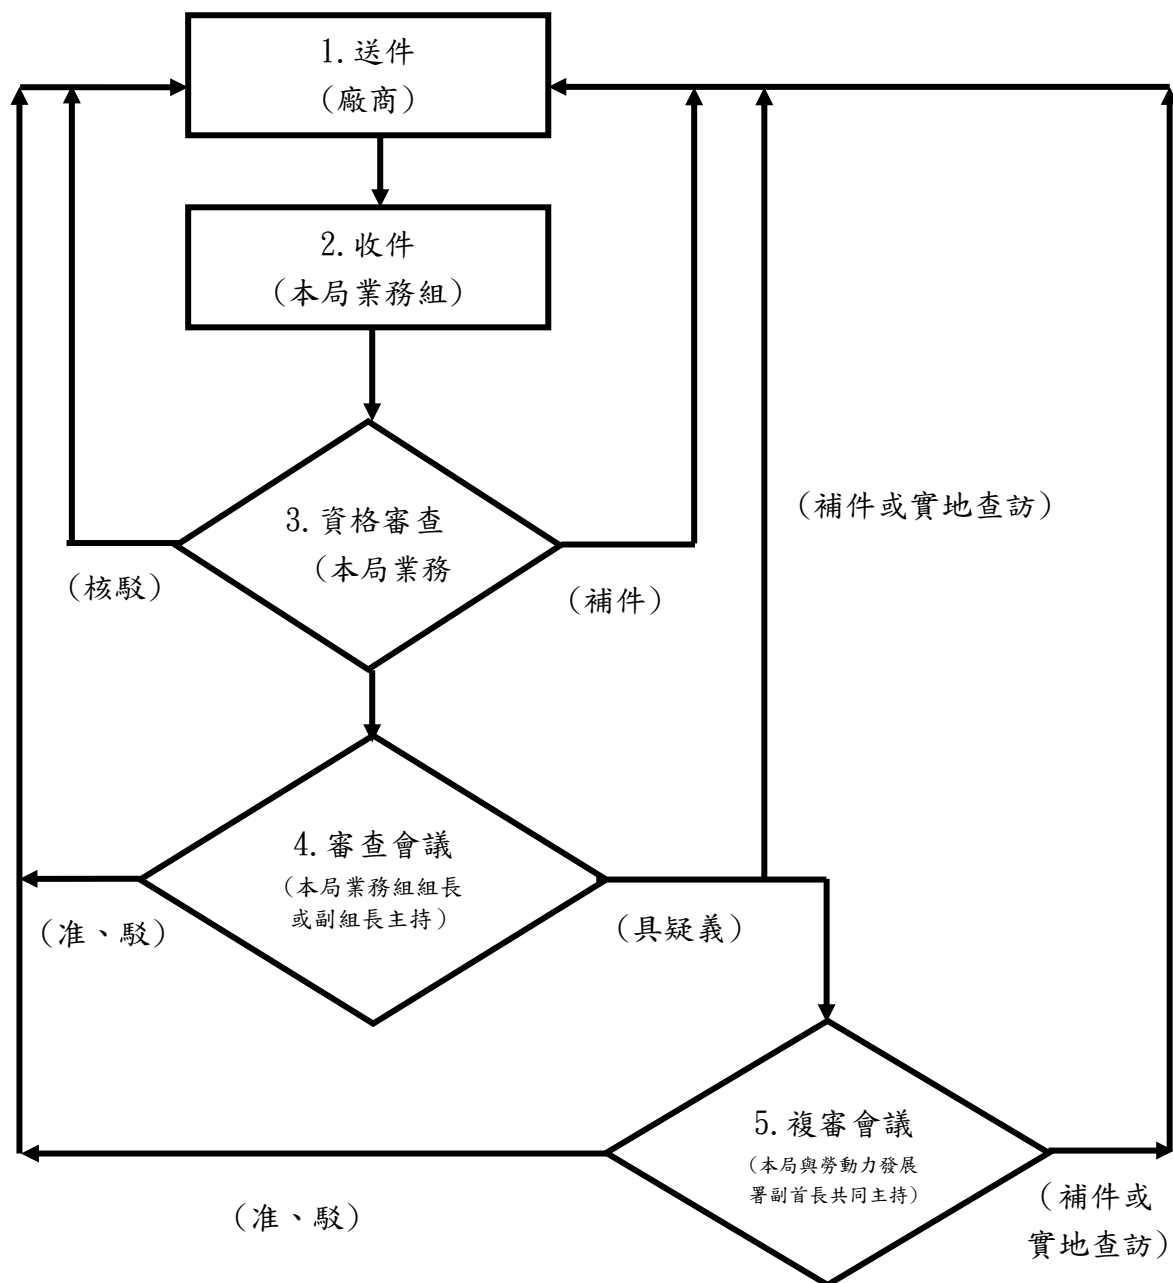 1.送件
(廠商)
2.收件
(本局業務組)
(補件或實地查訪)
3.資格審查
(本局業務
(核駁)
(補件)
4.審查會議
(本局業務組組長
或副組長主持)
(准、駁)
(具疑義)
5.複審會議
(本局與勞動力發展
署副首長共同主持)
(准、駁)
(補件或
實地查訪)